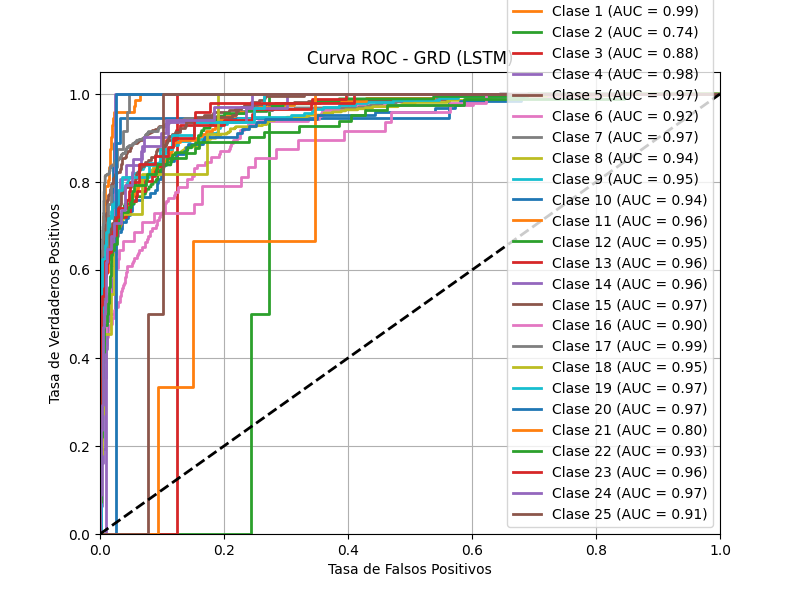 Clase 1 (AUC = 0.99)
Clase 2 (AUC = 0.74)
Curva ROC - GRD (LSTM)
Clase 3 (AUC = 0.88)
Clase 4 (AUC = 0.98)
Clase 5 (AUC = 0.97)
Clase 6 (AUC = 0.92)
Clase 7 (AUC = 0.97)
Clase 8 (AUC = 0.94)
Clase 9 (AUC = 0.95)
Clase 10 (AUC = 0.94)
Clase 11 (AUC = 0.96)
Clase 12 (AUC = 0.95)
Clase 13 (AUC = 0.96)
Clase 14 (AUC = 0.96)
Clase 15 (AUC = 0.97)
Clase 16 (AUC = 0.90)
Clase 17 (AUC = 0.99)
Clase 18 (AUC = 0.95)
Clase 19 (AUC = 0.97)
Clase 20 (AUC = 0.97)
Clase 21 (AUC = 0.80)
Clase 22 (AUC = 0.93)
Clase 23 (AUC = 0.96)
Clase 24 (AUC = 0.97)
Clase 25 (AUC = 0.91)
Tasa de Verdaderos Positivos
1.0
0.8
0.6
0.4
0.2
0.0
0.0 0.2 0.4 0.6 0.8 1.0
Tasa de Falsos Positivos